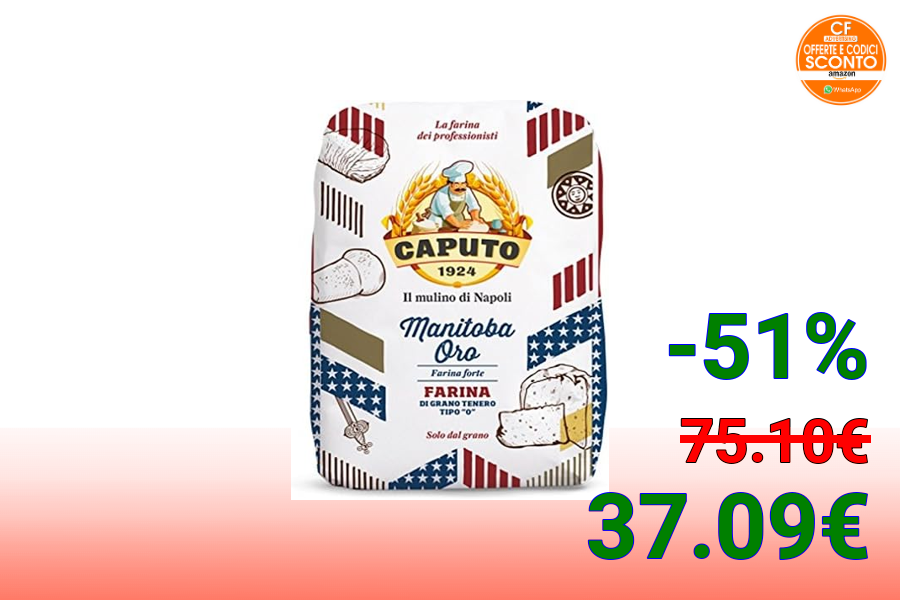 CF
ADVERTISING
OFFERTE E CODICI
SCONTO
amazon
WhatsApp
La farina
dei professionisti
CAPUTO
1924
Il mulino di Napoli
Manitoba
Oro
Farina forte
FARINA
DI GRANO TENERO
TIPO "0"
Solo dal grano
-51%
75.10€
37.09€